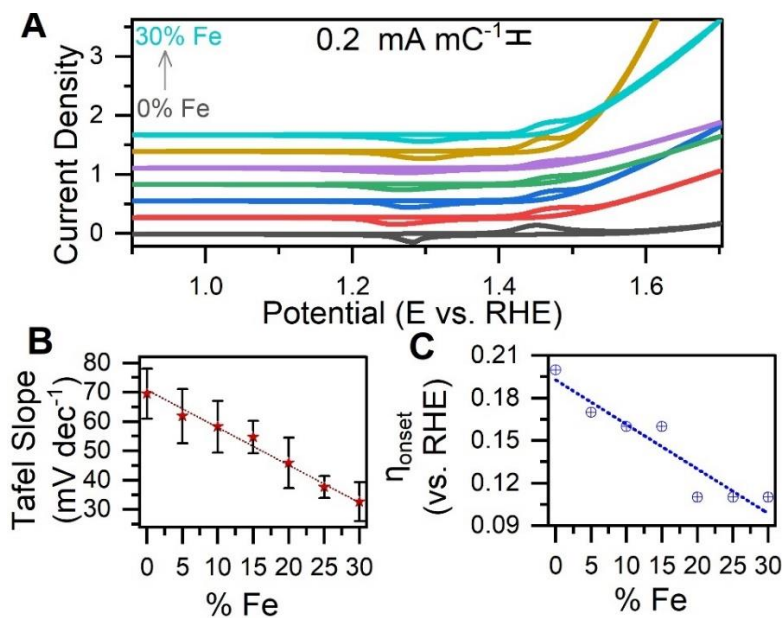 A
30% Fe
0.2 mA mC⁻¹
0% Fe
Current Density
3
2
1
0
1.0 1.2 1.4 1.6
Potential (E vs. RHE)
B
Tafel Slope
(mV dec⁻¹)
80
70
60
50
40
30
0 5 10 15 20 25 30
% Fe
C
ηonset
(vs. RHE)
0.21
0.18
0.15
0.12
0.09
0 5 10 15 20 25 30
% Fe